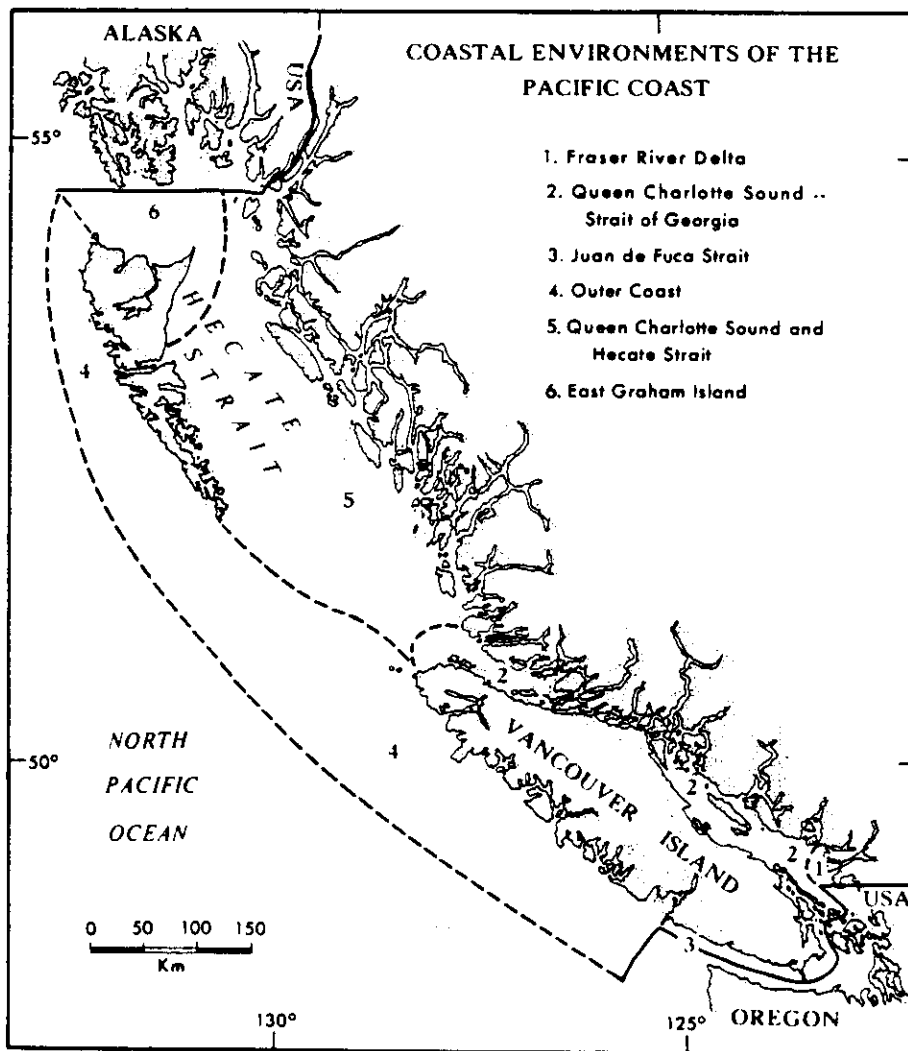 ALASKA
USA
COASTAL ENVIRONMENTS OF THE
PACIFIC COAST
55°
1. Fraser River Delta
2. Queen Charlotte Sound --
Strait of Georgia
3. Juan de Fuca Strait
4. Outer Coast
5. Queen Charlotte Sound and
Hecate Strait
6. East Graham Island
6
HECATE
STRAIT
4
5
2
VANCOUVER
ISLAND
4
NORTH
PACIFIC
OCEAN
50°
2
2
1
USA
3
0 50 100 150
Km
130°
125°
OREGON